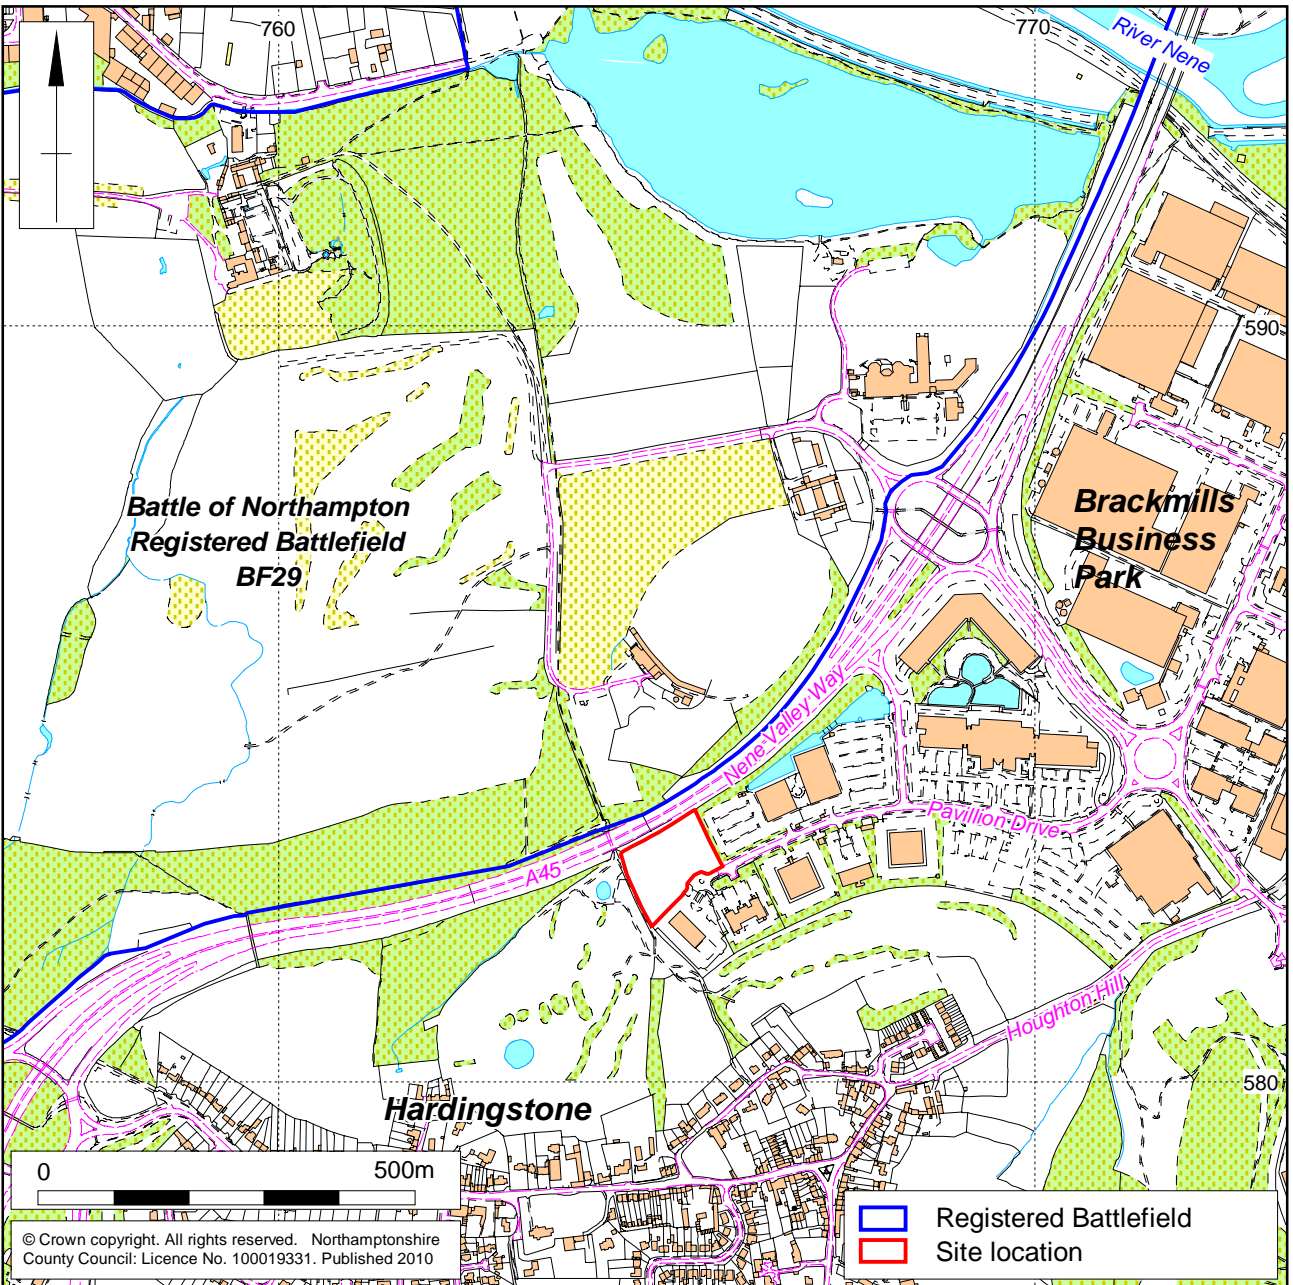 760
770
River Nene
590
Battle of Northampton
Registered Battlefield
BF29
Brackmills
Business
Park
Nene Valley Way
Pavillion Drive
A45
Houghton Hill
580
Hardingstone
0 500m
© Crown copyright. All rights reserved. Northamptonshire
County Council: Licence No. 100019331. Published 2010
Registered Battlefield
Site location